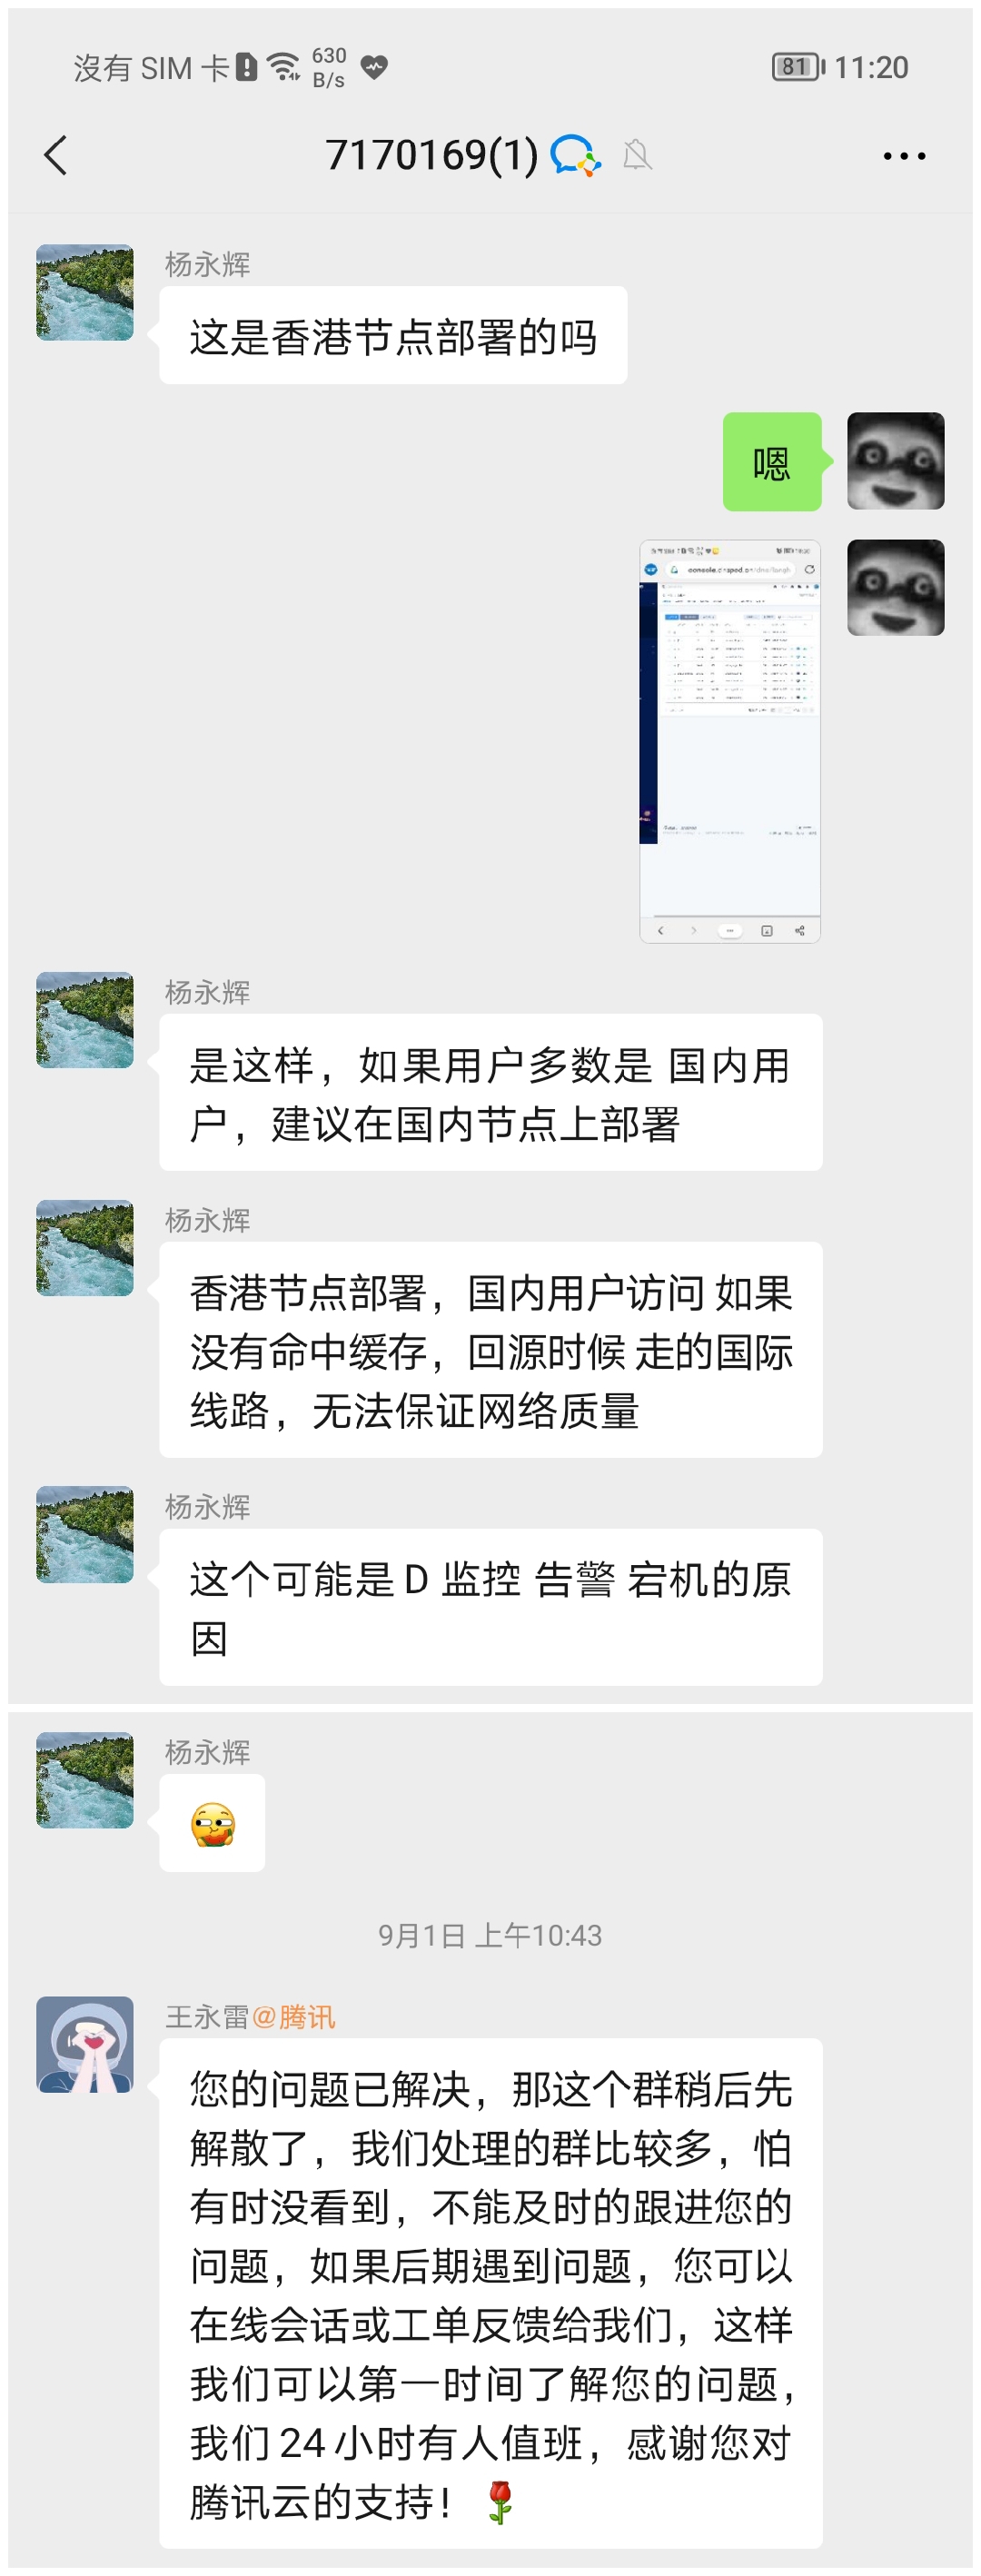 沒有 SIM 卡 630 B/s 81 11:20
7170169(1)
杨永辉
这是香港节点部署的吗
嗯
杨永辉
是这样，如果用户多数是 国内用
户，建议在国内节点上部署
杨永辉
香港节点部署，国内用户访问 如果
没有命中缓存，回源时候 走的国际
线路，无法保证网络质量
杨永辉
这个可能是 D 监控 告警 宕机的原
因
杨永辉
9月1日 上午10:43
王永雷@腾讯
您的问题已解决，那这个群稍后先
解散了，我们处理的群比较多，怕
有时没看到，不能及时的跟进您的
问题，如果后期遇到问题，您可以
在线会话或工单反馈给我们，这样
我们可以第一时间了解您的问题，
我们 24 小时有人值班，感谢您对
腾讯云的支持！